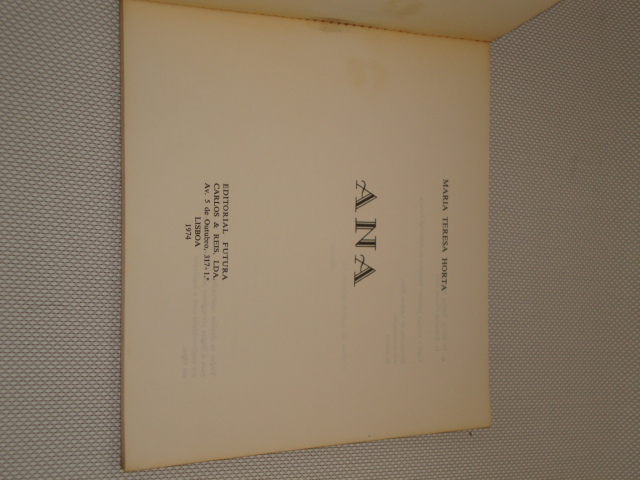 MARIA TERESA HORTA
ANA
EDITORIAL FUTURA
CARLOS & REIS, LDA.
Av. 5 de Outubro, 317-1.º
LISBOA
1974